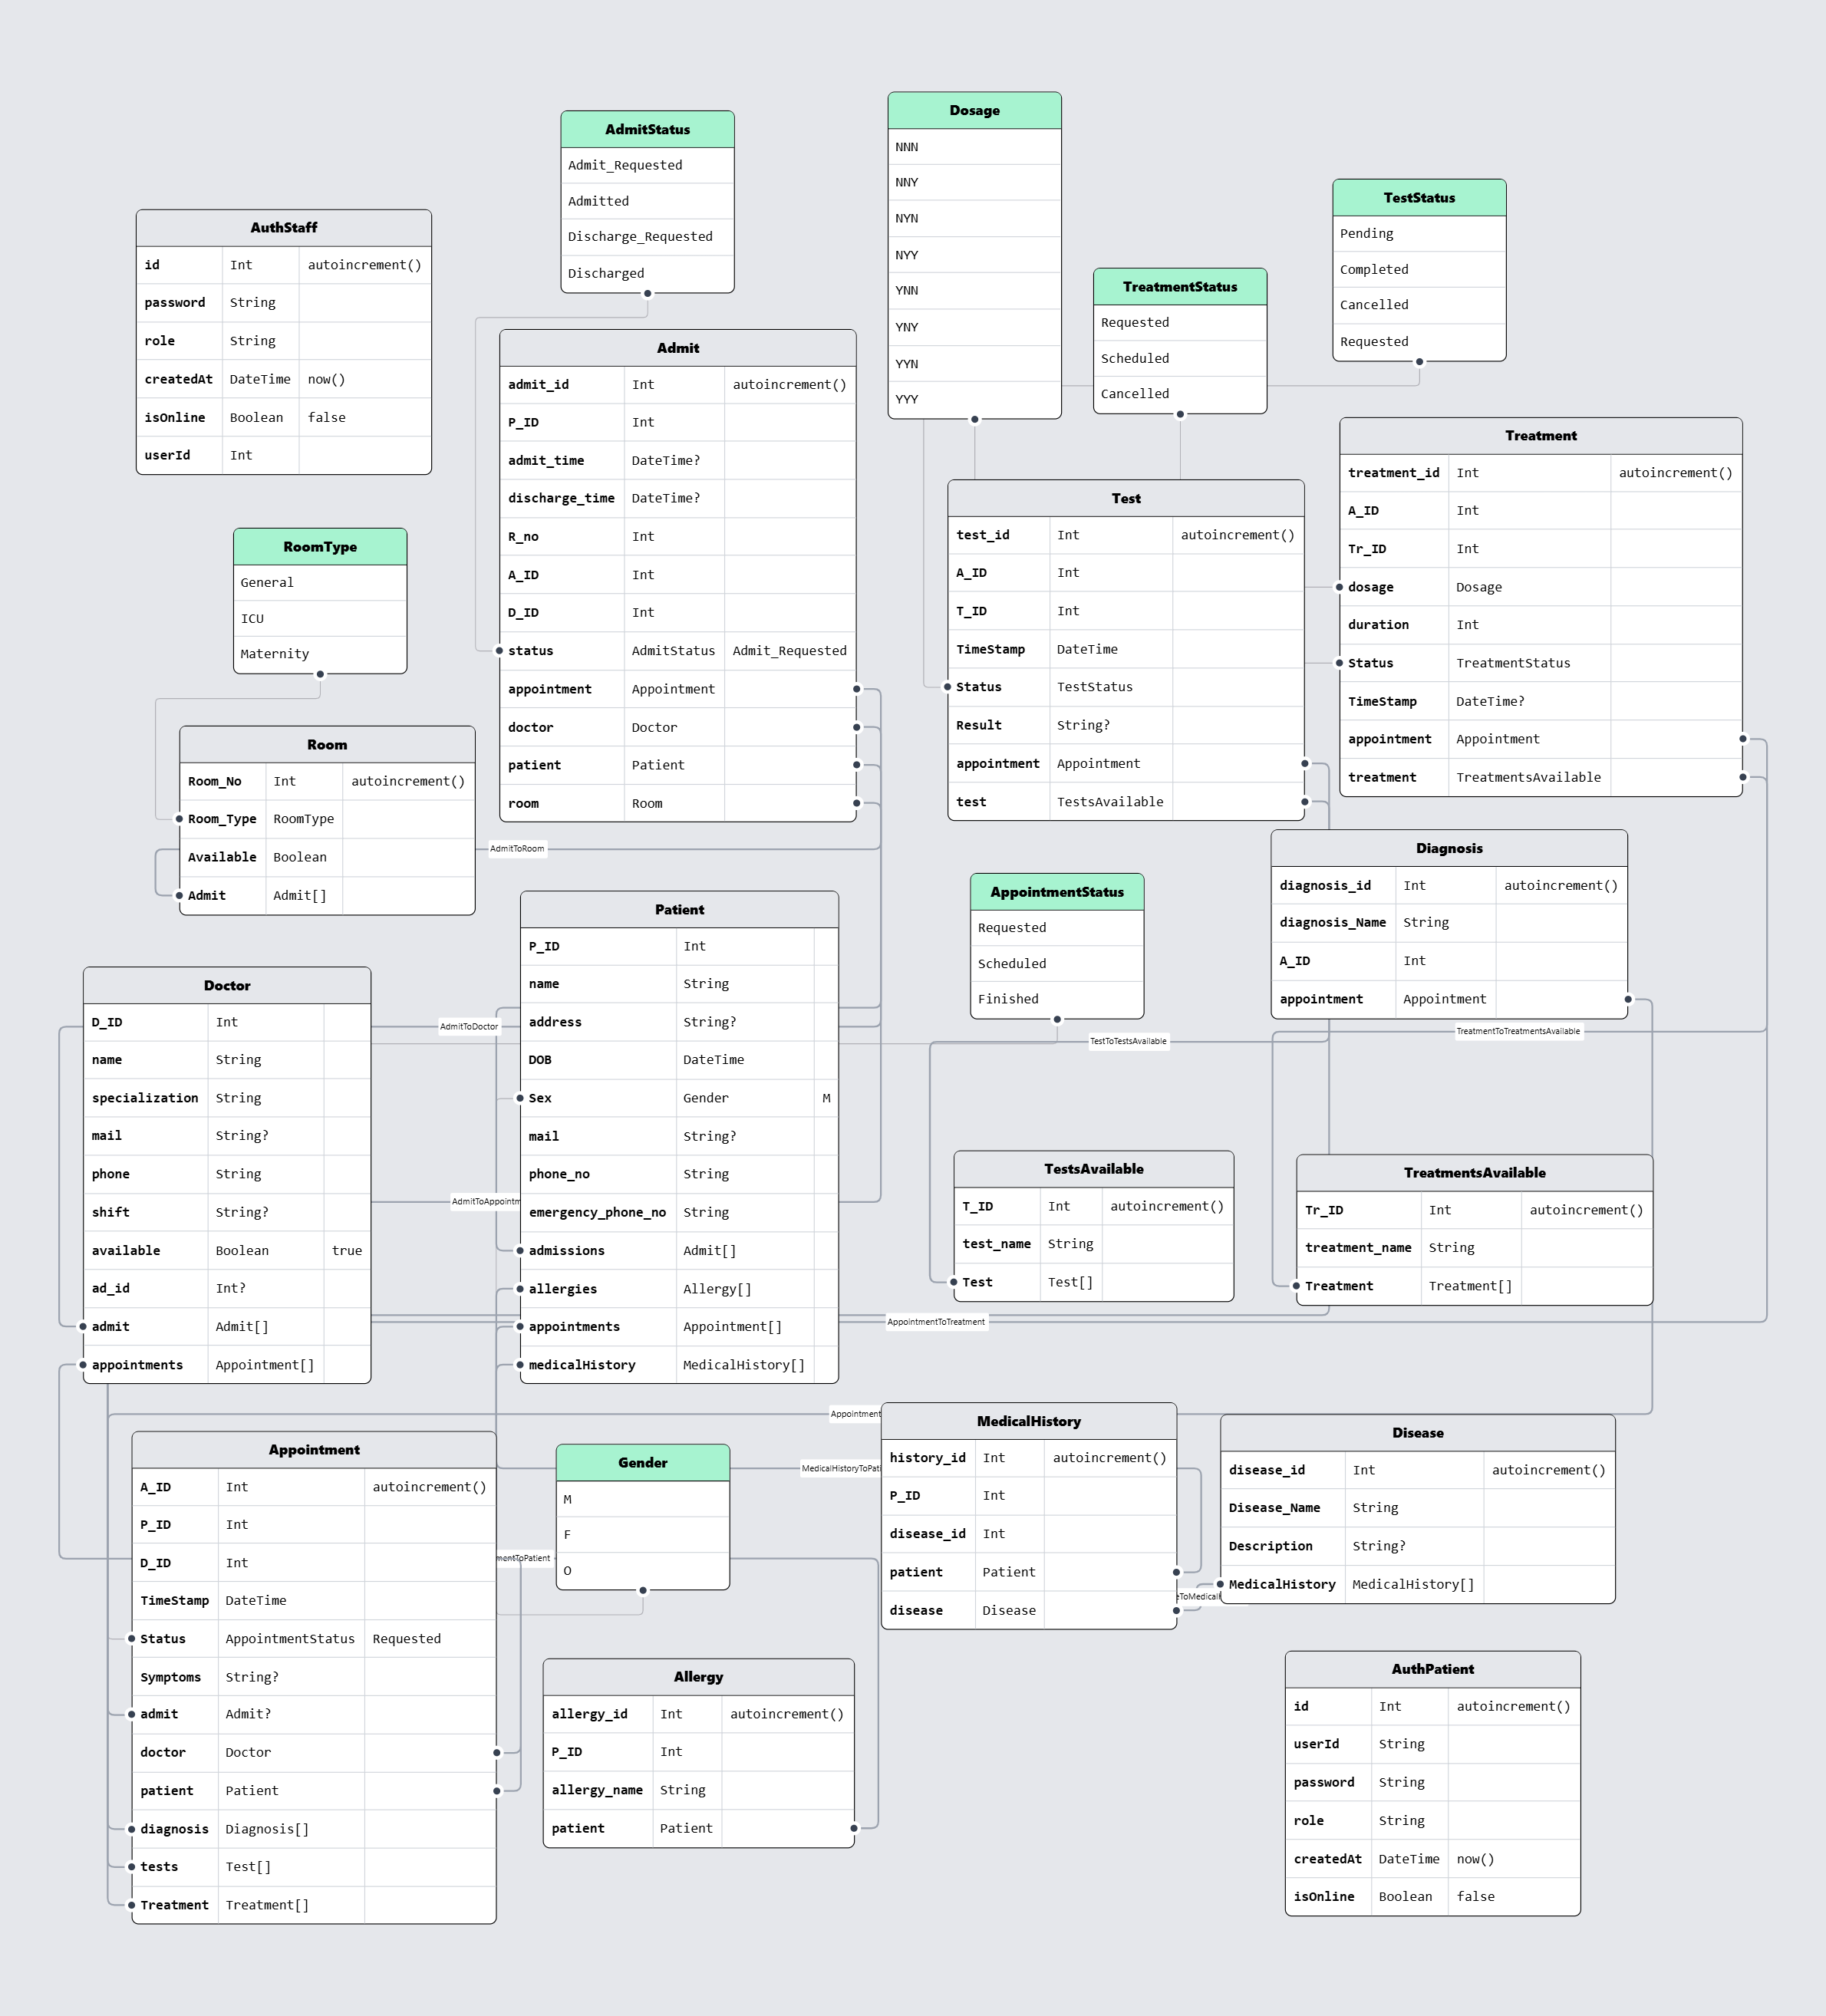 Dosage
NNN
NNY
NYN
NYY
YNN
YNY
YYN
YYY
AdmitStatus
Admit_Requested
Admitted
Discharge_Requested
Discharged
TestStatus
Pending
Completed
Cancelled
Requested
AuthStaff
id Int autoincrement()
password String
role String
createdAt DateTime now()
isOnline Boolean false
userId Int
TreatmentStatus
Requested
Scheduled
Cancelled
Admit
admit_id Int autoincrement()
P_ID Int
admit_time DateTime?
discharge_time DateTime?
R_no Int
A_ID Int
D_ID Int
status AdmitStatus Admit_Requested
appointment Appointment
doctor Doctor
patient Patient
room Room
Treatment
treatment_id Int autoincrement()
A_ID Int
Tr_ID Int
dosage Dosage
duration Int
Status TreatmentStatus
TimeStamp DateTime?
appointment Appointment
treatment TreatmentsAvailable
Test
test_id Int autoincrement()
A_ID Int
T_ID Int
TimeStamp DateTime
Status TestStatus
Result String?
appointment Appointment
test TestsAvailable
RoomType
General
ICU
Maternity
Room
Room_No Int autoincrement()
Room_Type RoomType
Available Boolean
Admit Admit[]
AdmitToRoom
Diagnosis
diagnosis_id Int autoincrement()
diagnosis_Name String
A_ID Int
appointment Appointment
AppointmentStatus
Requested
Scheduled
Finished
Patient
P_ID Int
name String
address String?
DOB DateTime
Sex Gender M
mail String?
phone_no String
emergency_phone_no String
admissions Admit[]
allergies Allergy[]
appointments Appointment[]
medicalHistory MedicalHistory[]
Doctor
D_ID Int
name String
specialization String
mail String?
phone String
shift String?
available Boolean true
ad_id Int?
admit Admit[]
appointments Appointment[]
AdmitToDoctor
TestToTestsAvailable
TreatmentToTreatmentsAvailable
AdmitToAppointm
TestsAvailable
T_ID Int autoincrement()
test_name String
Test Test[]
TreatmentsAvailable
Tr_ID Int autoincrement()
treatment_name String
Treatment Treatment[]
AppointmentToTreatment
Appointment
MedicalHistory
history_id Int autoincrement()
P_ID Int
disease_id Int
patient Patient
disease Disease
MedicalHistoryToPati
Disease
disease_id Int autoincrement()
Disease_Name String
Description String?
MedicalHistory MedicalHistory[]
eToMedicalH
Appointment
A_ID Int autoincrement()
P_ID Int
D_ID Int
TimeStamp DateTime
Status AppointmentStatus Requested
Symptoms String?
admit Admit?
doctor Doctor
patient Patient
diagnosis Diagnosis[]
tests Test[]
Treatment Treatment[]
mentToPatient
Gender
M
F
O
Allergy
allergy_id Int autoincrement()
P_ID Int
allergy_name String
patient Patient
AuthPatient
id Int autoincrement()
userId String
password String
role String
createdAt DateTime now()
isOnline Boolean false